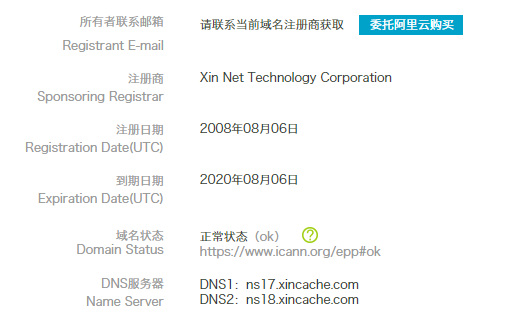 所有者联系邮箱 请联系当前域名注册商获取 委托阿里云购买
Registrant E-mail
注册商 Xin Net Technology Corporation
Sponsoring Registrar
注册日期 2008年08月06日
Registration Date(UTC)
到期日期 2020年08月06日
Expiration Date(UTC)
域名状态 正常状态（ok） ?
Domain Status https://www.icann.org/epp#ok
DNS服务器 DNS1：ns17.xincache.com
Name Server DNS2：ns18.xincache.com